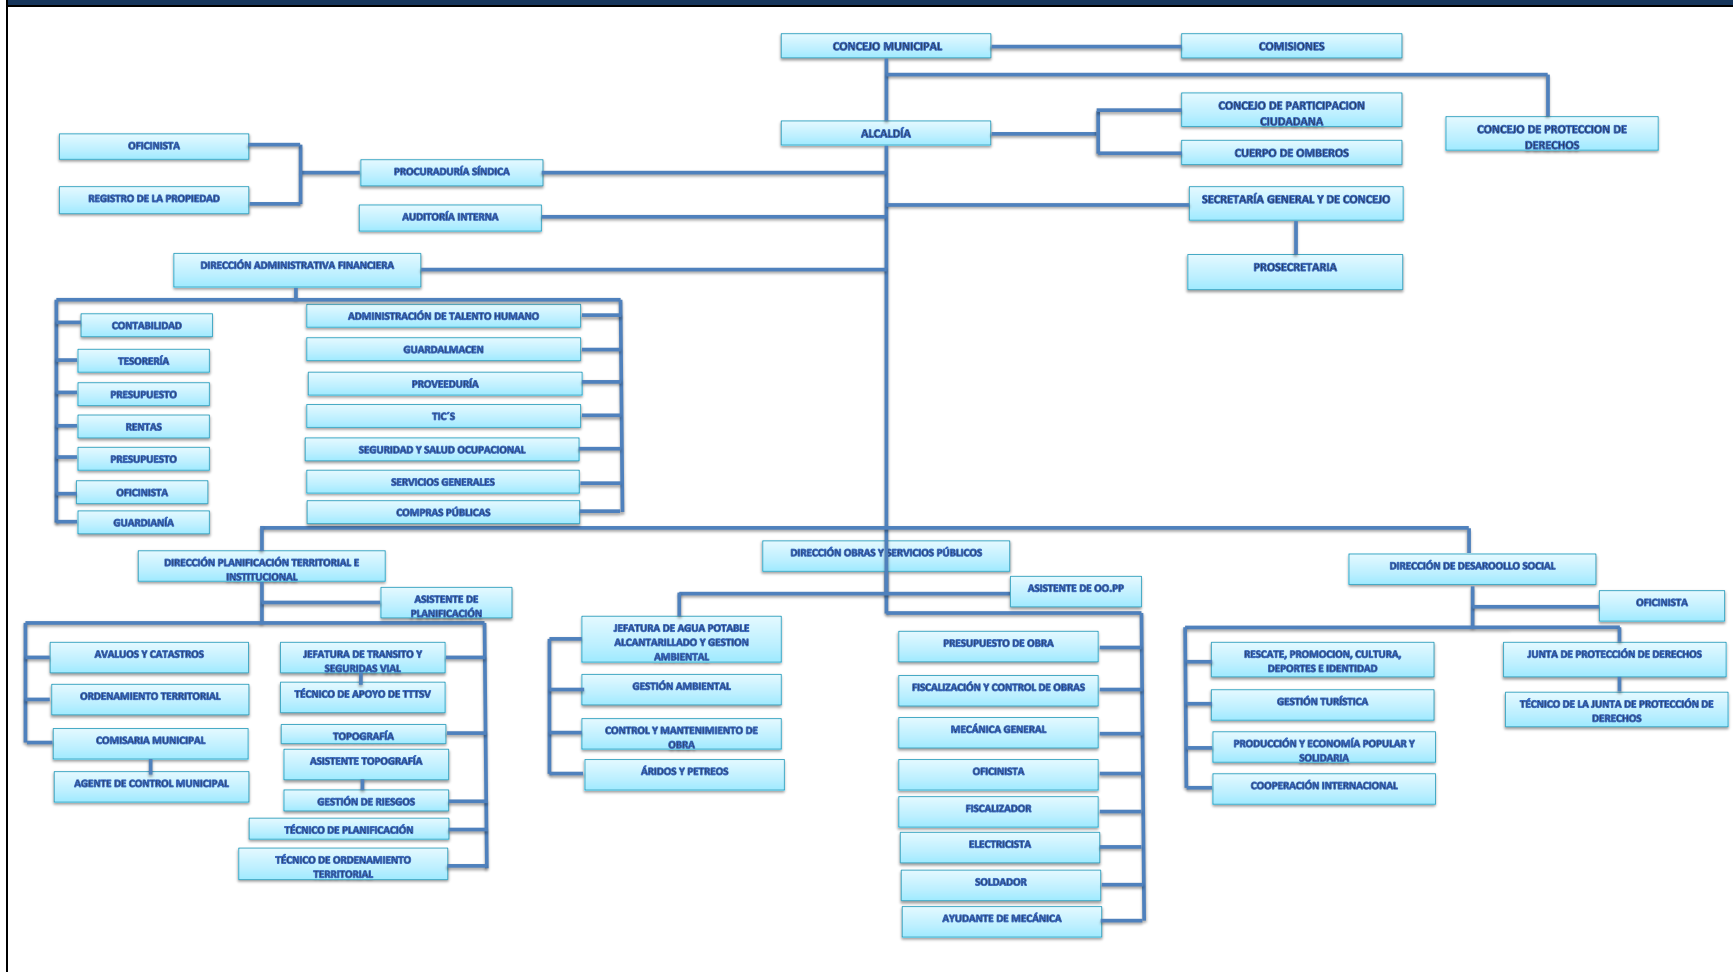 CONCEJO MUNICIPAL
COMISIONES
CONCEJO DE PARTICIPACION
CIUDADANA
ALCALDÍA
CUERPO DE OMBEROS
CONCEJO DE PROTECCION DE
DERECHOS
OFICINISTA
PROCURADURÍA SÍNDICA
REGISTRO DE LA PROPIEDAD
AUDITORÍA INTERNA
SECRETARÍA GENERAL Y DE CONCEJO
PROSECRETARIA
DIRECCIÓN ADMINISTRATIVA FINANCIERA
CONTABILIDAD
TESORERÍA
PRESUPUESTO
RENTAS
PRESUPUESTO
OFICINISTA
GUARDIANÍA
ADMINISTRACIÓN DE TALENTO HUMANO
GUARDALMACEN
PROVEEDURÍA
TIC´S
SEGURIDAD Y SALUD OCUPACIONAL
SERVICIOS GENERALES
COMPRAS PÚBLICAS
DIRECCIÓN PLANIFICACIÓN TERRITORIAL E
INSTITUCIONAL
ASISTENTE DE
PLANIFICACIÓN
AVALUOS Y CATASTROS
ORDENAMIENTO TERRITORIAL
COMISARIA MUNICIPAL
AGENTE DE CONTROL MUNICIPAL
JEFATURA DE TRANSITO Y
SEGURIDAS VIAL
TÉCNICO DE APOYO DE TTTSV
TOPOGRAFÍA
ASISTENTE TOPOGRAFÍA
GESTIÓN DE RIESGOS
TÉCNICO DE PLANIFICACIÓN
TÉCNICO DE ORDENAMIENTO
TERRITORIAL
DIRECCIÓN OBRAS Y SERVICIOS PÚBLICOS
ASISTENTE DE OO.PP
JEFATURA DE AGUA POTABLE
ALCANTARILLADO Y GESTION
AMBIENTAL
GESTIÓN AMBIENTAL
CONTROL Y MANTENIMIENTO DE
OBRA
ÁRIDOS Y PETREOS
PRESUPUESTO DE OBRA
FISCALIZACIÓN Y CONTROL DE OBRAS
MECÁNICA GENERAL
OFICINISTA
FISCALIZADOR
ELECTRICISTA
SOLDADOR
AYUDANTE DE MECÁNICA
DIRECCIÓN DE DESAROOLLO SOCIAL
OFICINISTA
RESCATE, PROMOCION, CULTURA,
DEPORTES E IDENTIDAD
GESTIÓN TURÍSTICA
PRODUCCIÓN Y ECONOMÍA POPULAR Y
SOLIDARIA
COOPERACIÓN INTERNACIONAL
JUNTA DE PROTECCIÓN DE DERECHOS
TÉCNICO DE LA JUNTA DE PROTECCIÓN DE
DERECHOS